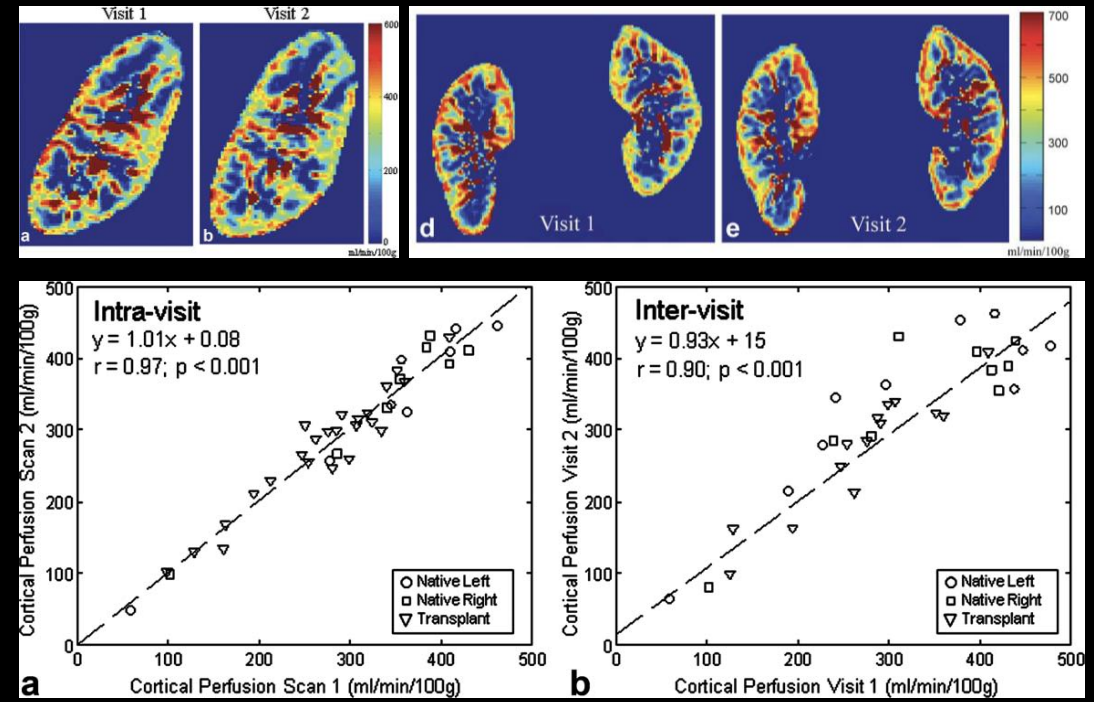 Visit 1
Visit 2
600
400
200
0
ml/min/100g
a
b
700
500
300
100
ml/min/100g
d
Visit 1
e
Visit 2
Intra-visit
y = 1.01x + 0.08
r = 0.97; p < 0.001
500
400
300
200
100
0
0
100
200
300
400
500
Cortical Perfusion Scan 2 (ml/min/100g)
Cortical Perfusion Scan 1 (ml/min/100g)
Native Left
Native Right
Transplant
a
Inter-visit
y = 0.93x + 15
r = 0.90; p < 0.001
500
400
300
200
100
0
0
100
200
300
400
500
Cortical Perfusion Visit 2 (ml/min/100g)
Cortical Perfusion Visit 1 (ml/min/100g)
Native Left
Native Right
Transplant
b